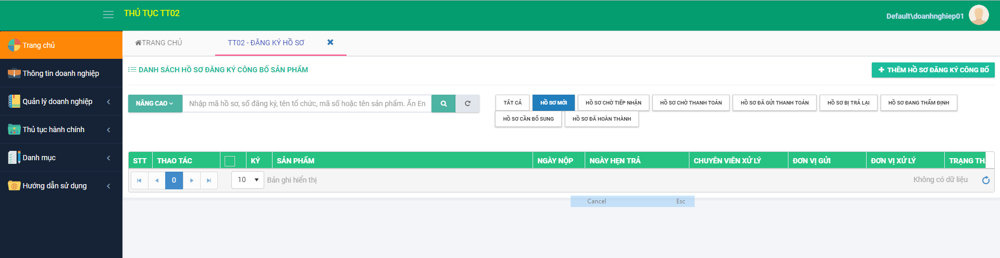 THỦ TỤC TT02
Default\doanhnghiep01
Trang chủ
Thông tin doanh nghiệp
Quản lý doanh nghiệp
Thủ tục hành chính
Danh mục
Hướng dẫn sử dụng
TRANG CHỦ
TT02 - ĐĂNG KÝ HỒ SƠ
DANH SÁCH HỒ SƠ ĐĂNG KÝ CÔNG BỐ SẢN PHẨM
THÊM HỒ SƠ ĐĂNG KÝ CÔNG BỐ
NÂNG CAO
Nhập mã hồ sơ, số đăng ký, tên tổ chức, mã số hoặc tên sản phẩm. Ấn En
TẤT CẢ HỒ SƠ MỚI HỒ SƠ CHỜ TIẾP NHẬN HỒ SƠ CHỜ THANH TOÁN HỒ SƠ ĐÃ GỬI THANH TOÁN HỒ SƠ BỊ TRẢ LẠI HỒ SƠ ĐANG THẨM ĐỊNH
HỒ SƠ CẦN BỔ SUNG HỒ SƠ ĐÃ HOÀN THÀNH
STT THAO TÁC KÝ SẢN PHẨM NGÀY NỘP NGÀY HẸN TRẢ CHUYÊN VIÊN XỬ LÝ ĐƠN VỊ GỬI ĐƠN VỊ XỬ LÝ TRẠNG THÁ
0 10 Bản ghi hiển thị Không có dữ liệu
Cancel Esc